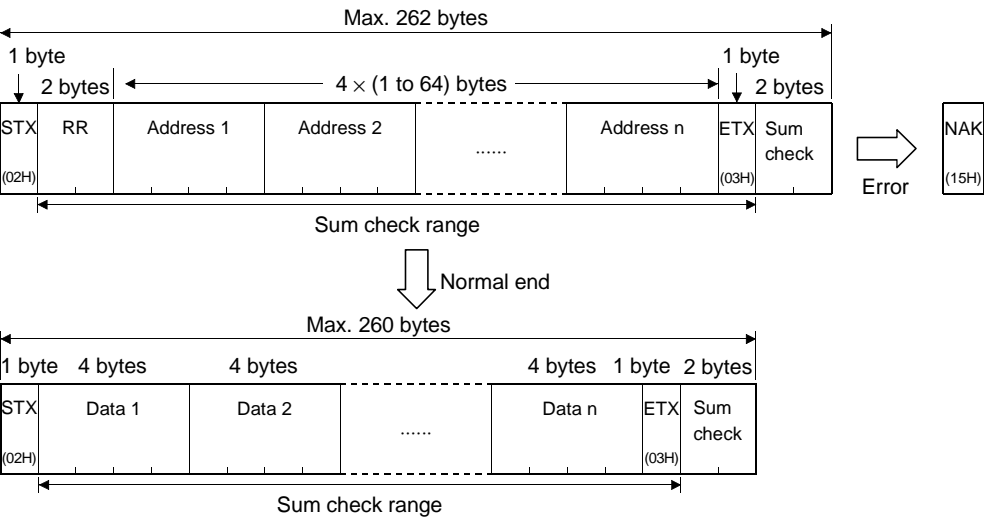 Max. 262 bytes
1 byte
1 byte
2 bytes
4 × (1 to 64) bytes
2 bytes
STX
RR
Address 1
Address 2
......
Address n
ETX
Sum
check
NAK
(02H)
(03H)
(15H)
Error
Sum check range
Normal end
Max. 260 bytes
1 byte
4 bytes
4 bytes
4 bytes
1 byte
2 bytes
STX
Data 1
Data 2
......
Data n
ETX
Sum
check
(02H)
(03H)
Sum check range